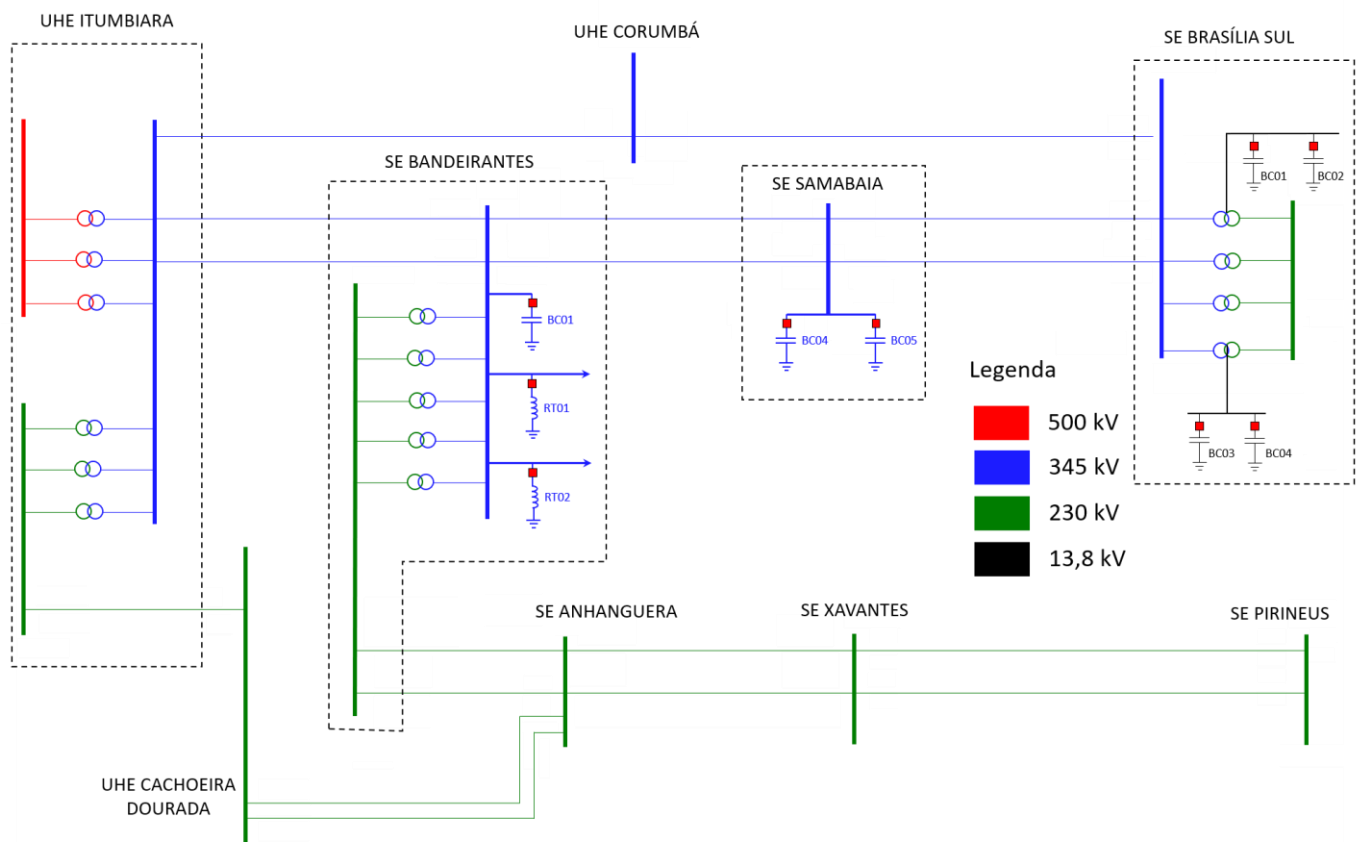 UHE ITUMBIARA
UHE CORUMBÁ
SE BRASÍLIA SUL
SE BANDEIRANTES
SE SAMABAIA
BC01
BC02
BC01
BC04
BC05
RT01
RT02
BC03
BC04
Legenda
500 kV
345 kV
230 kV
13,8 kV
SE ANHANGUERA
SE XAVANTES
SE PIRINEUS
UHE CACHOEIRA
DOURADA